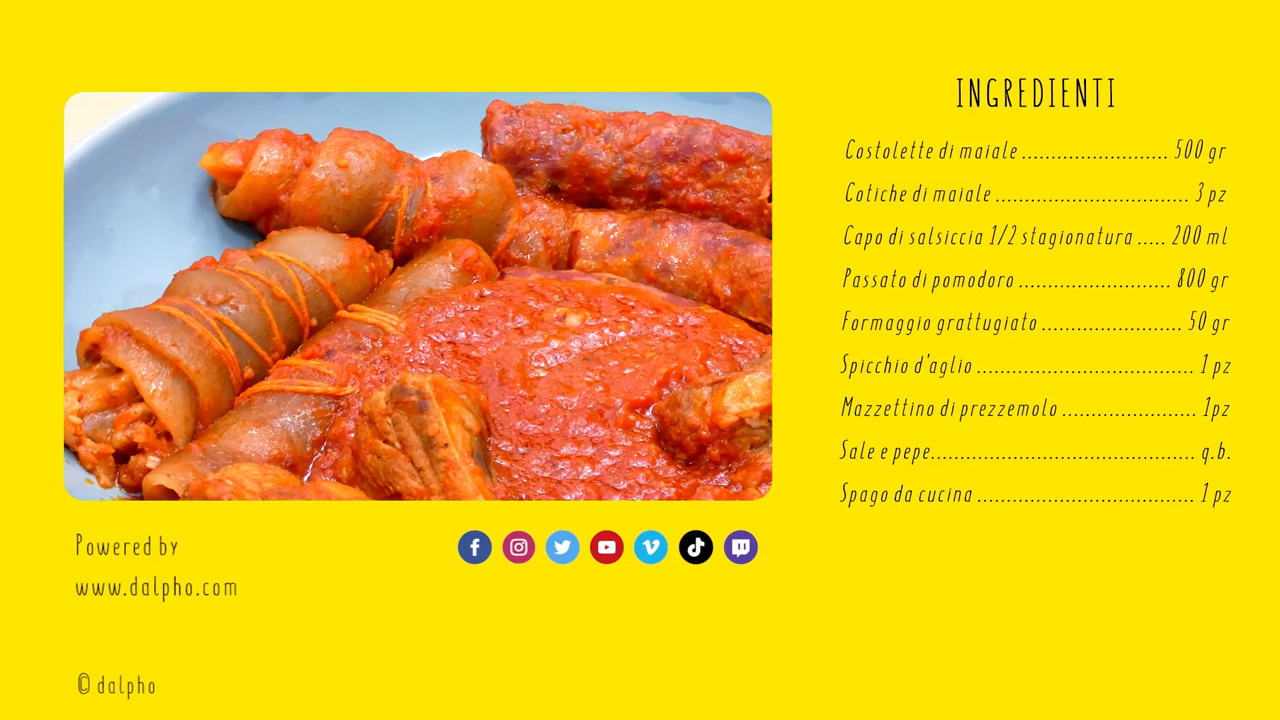 INGREDIENTI
Costolette di maiale ......................... 500 gr
Cotiche di maiale ................................. 3 pz
Capo di salsiccia 1/2 stagionatura ..... 200 ml
Passato di pomodoro .......................... 800 gr
Formaggio grattugiato ........................ 50 gr
Spicchio d'aglio ..................................... 1 pz
Mazzettino di prezzemolo ....................... 1pz
Sale e pepe............................................. q.b.
Spago da cucina ..................................... 1 pz
Powered by
www.dalpho.com
© dalpho